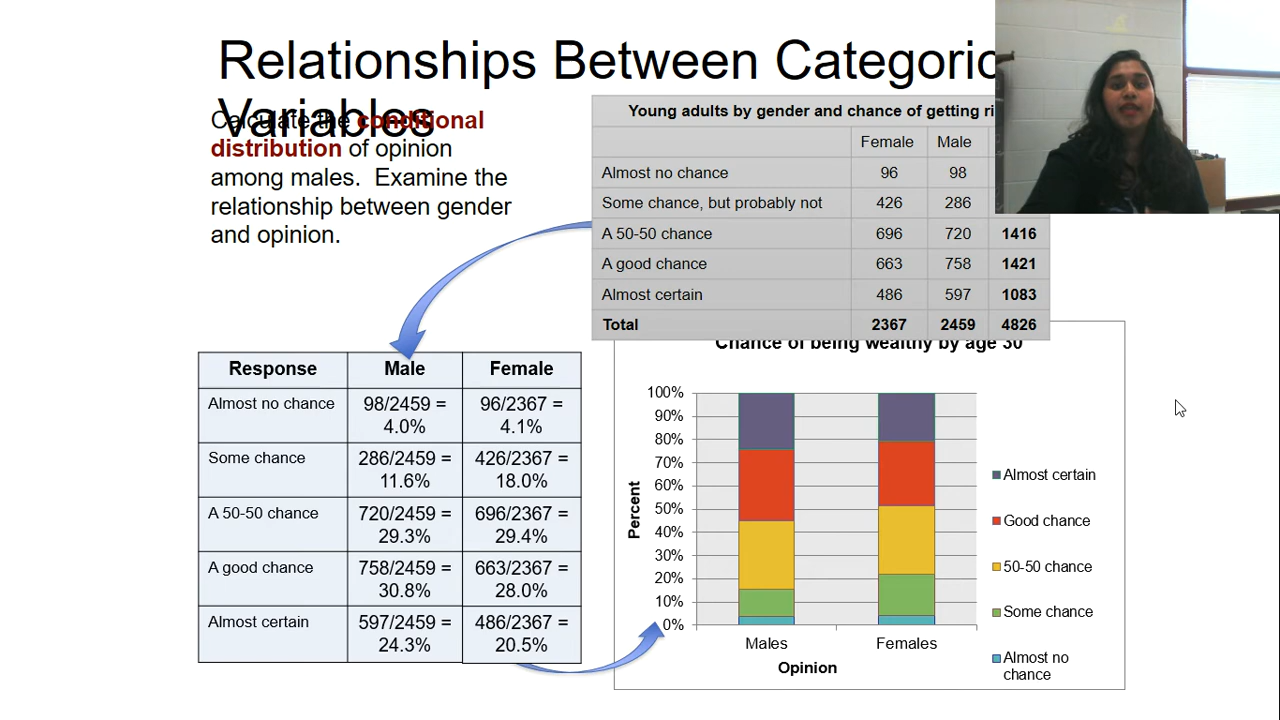 Relationships Between Categoric
Variables
Calculate the conditional
distribution of opinion
among males. Examine the
relationship between gender
and opinion.
Young adults by gender and chance of getting ri
Female Male
Almost no chance 96 98
Some chance, but probably not 426 286
A 50-50 chance 696 720 1416
A good chance 663 758 1421
Almost certain 486 597 1083
Total 2367 2459 4826
Response Male Female
Almost no chance 98/2459 = 96/2367 =
4.0% 4.1%
Some chance 286/2459 = 426/2367 =
11.6% 18.0%
A 50-50 chance 720/2459 = 696/2367 =
29.3% 29.4%
A good chance 758/2459 = 663/2367 =
30.8% 28.0%
Almost certain 597/2459 = 486/2367 =
24.3% 20.5%
Chance of being wealthy by age 30
100%
90%
80%
70%
60%
50%
40%
30%
20%
10%
0%
Percent
Males Females
Opinion
Almost certain
Good chance
50-50 chance
Some chance
Almost no
chance